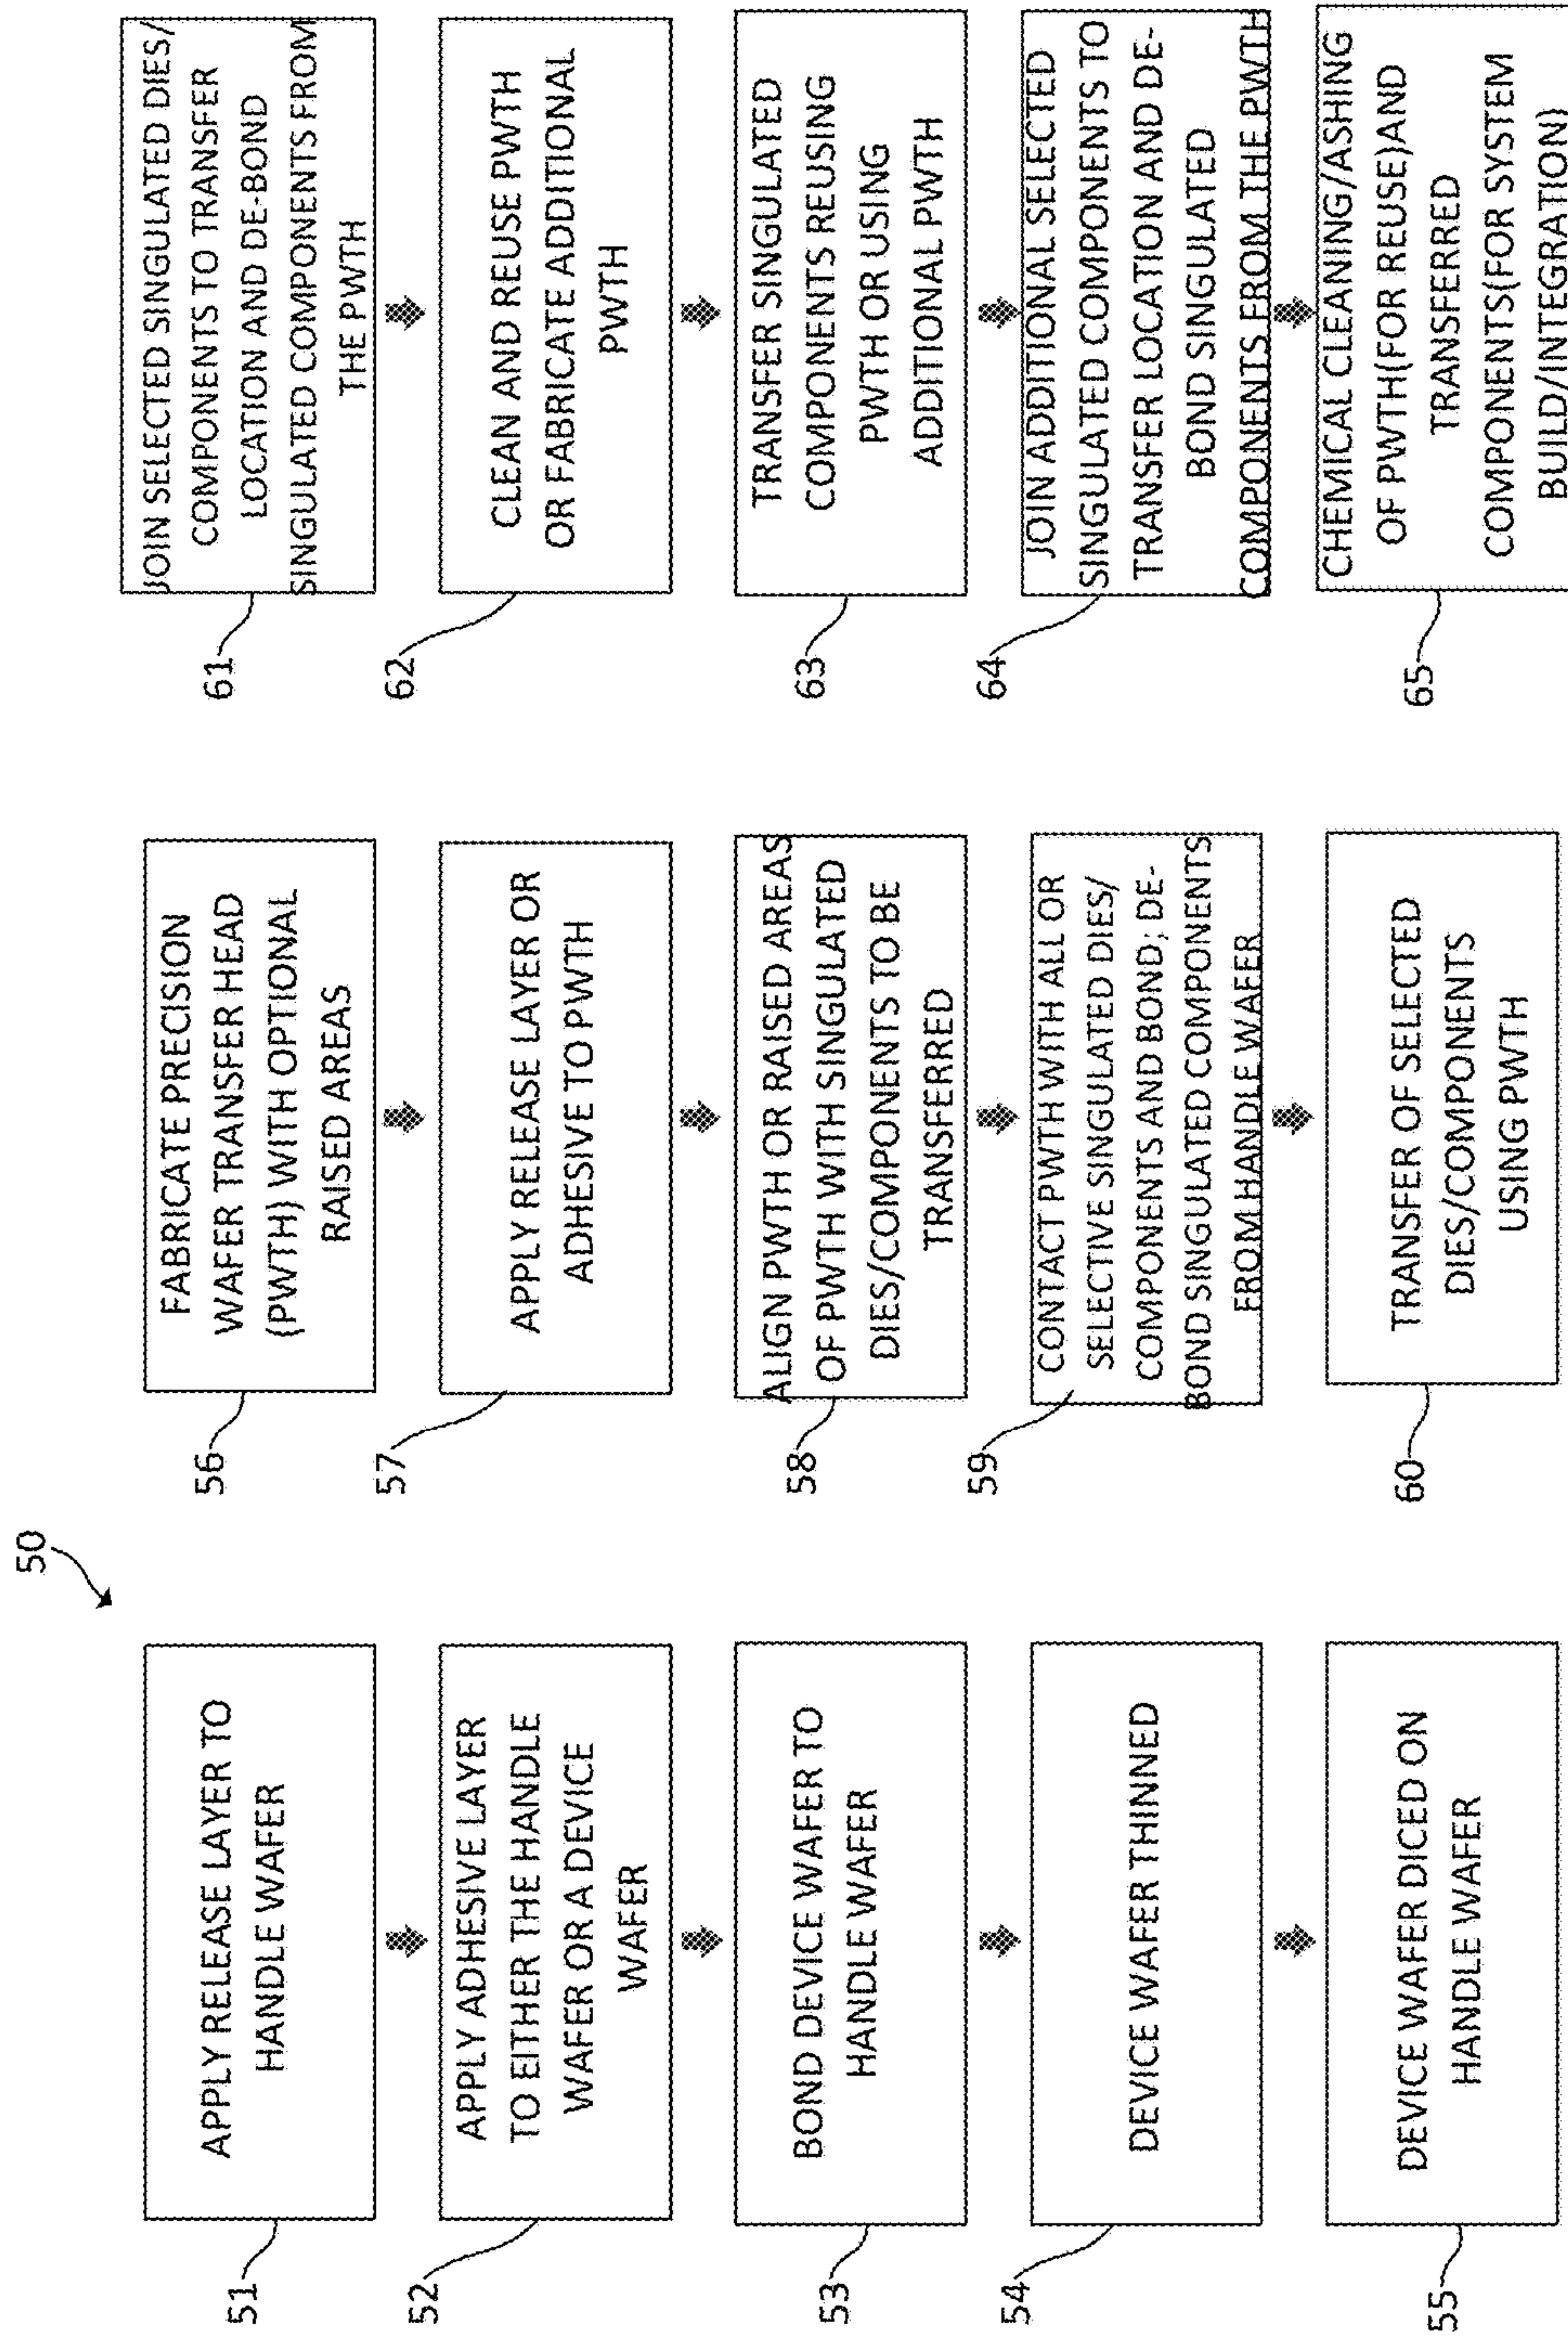 50
51
APPLY RELEASE LAYER TO
HANDLE WAFER
52
APPLY ADHESIVE LAYER
TO EITHER THE HANDLE
WAFER OR A DEVICE
WAFER
53
BOND DEVICE WAFER TO
HANDLE WAFER
54
DEVICE WAFER THINNED
55
DEVICE WAFER DICED ON
HANDLE WAFER
56
FABRICATE PRECISION
WAFER TRANSFER HEAD
(PWTH) WITH OPTIONAL
RAISED AREAS
57
APPLY RELEASE LAYER OR
ADHESIVE TO PWTH
58
ALIGN PWTH OR RAISED AREAS
OF PWTH WITH SINGULATED
DIES/COMPONENTS TO BE
TRANSFERRED
59
CONTACT PWTH WITH ALL OR
SELECTIVE SINGULATED DIES/
COMPONENTS AND BOND; DE-
BOND SINGULATED COMPONENTS
FROM HANDLE WAFER
60
TRANSFER OF SELECTED
DIES/COMPONENTS
USING PWTH
61
JOIN SELECTED SINGULATED DIES/
COMPONENTS TO TRANSFER
LOCATION AND DE-BOND
SINGULATED COMPONENTS FROM
THE PWTH
62
CLEAN AND REUSE PWTH
OR FABRICATE ADDITIONAL
PWTH
63
TRANSFER SINGULATED
COMPONENTS REUSING
PWTH OR USING
ADDITIONAL PWTH
64
JOIN ADDITIONAL SELECTED
SINGULATED COMPONENTS TO
TRANSFER LOCATION AND DE-
BOND SINGULATED
COMPONENTS FROM THE PWTH
65
CHEMICAL CLEANING/ASHING
OF PWTH(FOR REUSE)AND
TRANSFERRED
COMPONENTS(FOR SYSTEM
BUILD/INTEGRATION)